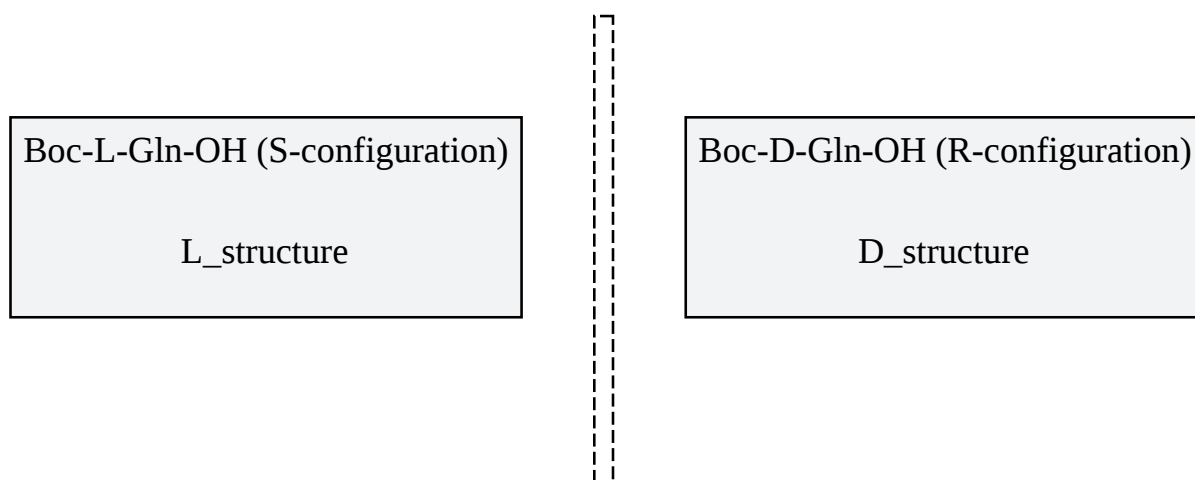 Boc-L-Gln-OH (S-configuration)
L_structure
Boc-D-Gln-OH (R-configuration)
D_structure